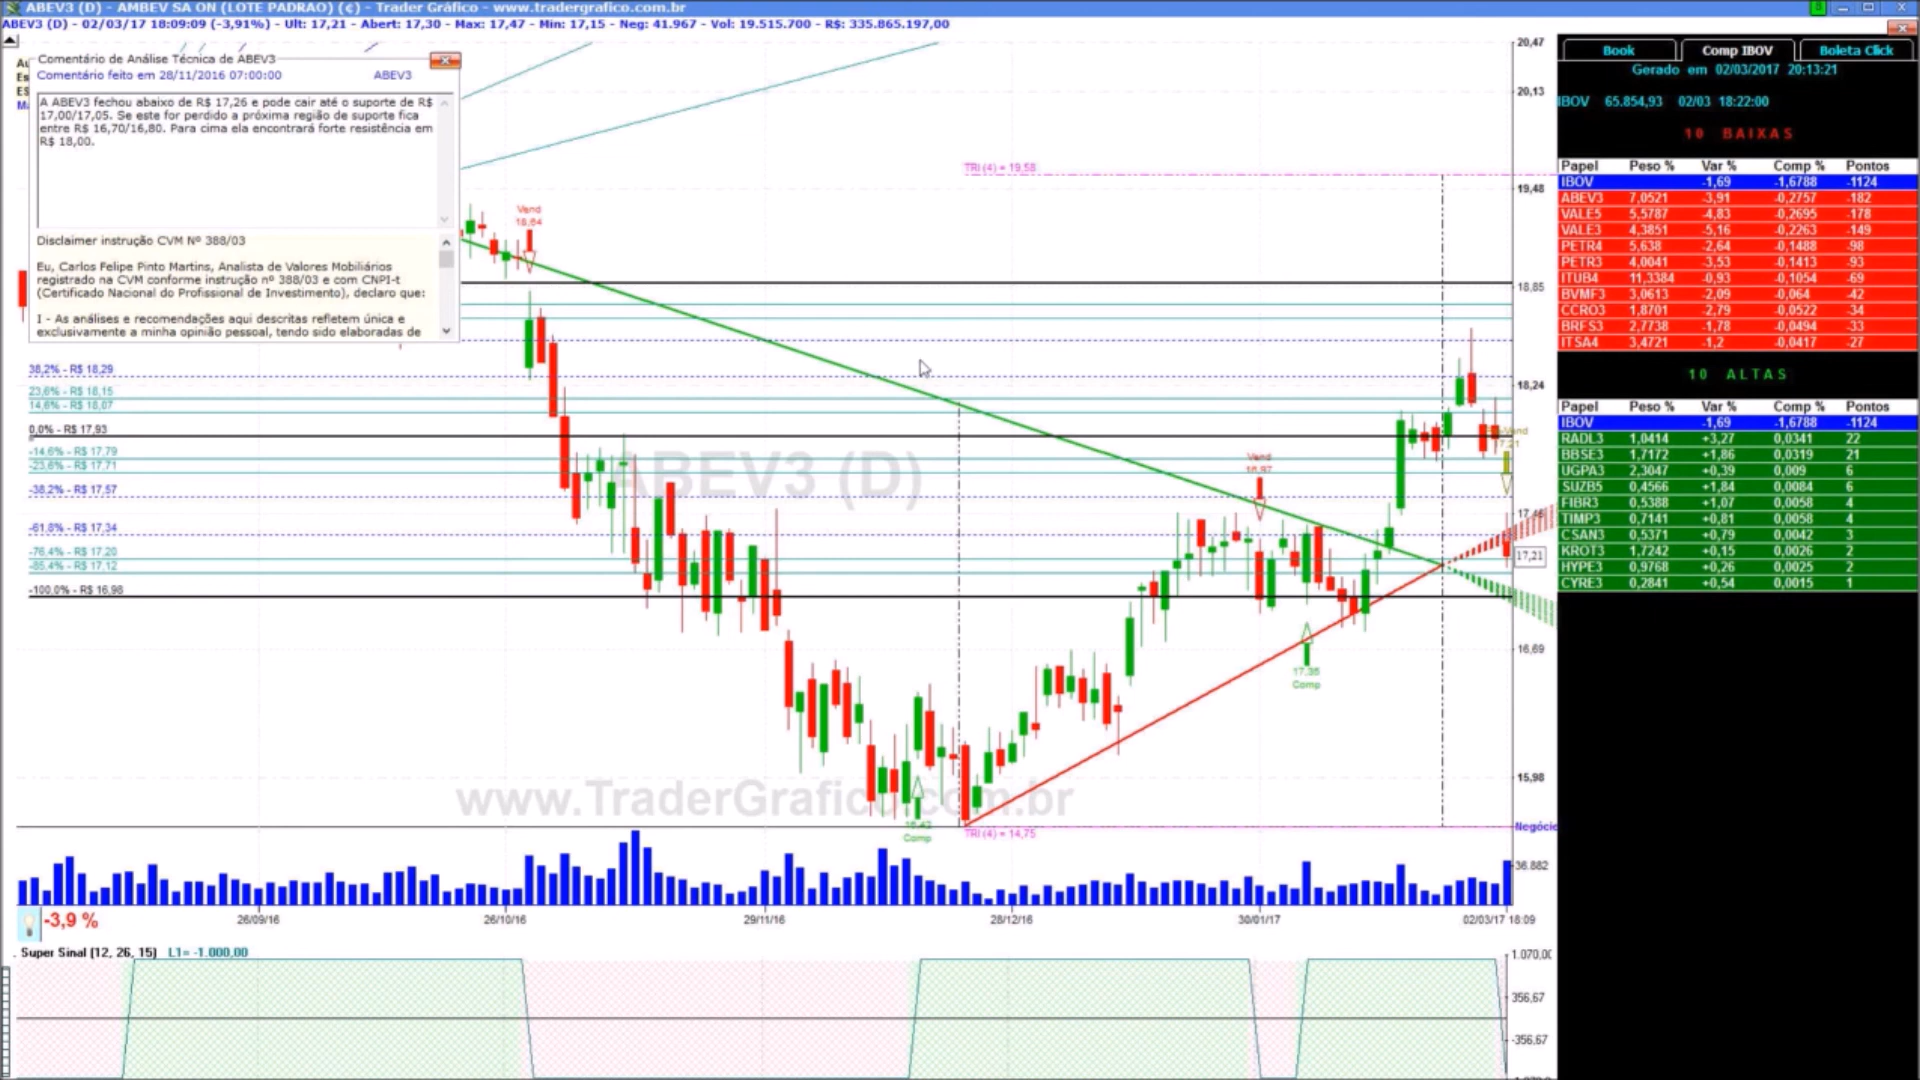 ABEV3 (D) - AMBEV SA ON (LOTE PADRAO) (c) - Trader Gráfico - www.tradergrafico.com.br
ABEV3 (D) - 02/03/17 18:09:09 (-3,91%) - Ult: 17,21 - Abert: 17,30 - Max: 17,47 - Min: 17,15 - Neg: 41.967 - Vol: 19.515.700 - R$: 335.865.197,00
Comentário de Análise Técnica de ABEV3
Comentário feito em 28/11/2016 07:00:00 ABEV3
A ABEV3 fechou abaixo de R$ 17,26 e pode cair até o suporte de R$
17,00/17,05. Se este for perdido a próxima região de suporte fica
entre R$ 16,70/16,80. Para cima ela encontrará forte resistência em
R$ 18,00.
Disclaimer instrução CVM Nº 388/03
Eu, Carlos Felipe Pinto Martins, Analista de Valores Mobiliários
registrado na CVM conforme instrução nº 388/03 e com CNPI-t
(Certificado Nacional do Profissional de Investimento), declaro que:
I - As análises e recomendações aqui descritas refletem única e
exclusivamente a minha opinião pessoal, tendo sido elaboradas de
TRI (4) = 19,58
Vend
18,64
38,2% - R$ 18,29
23,6% - R$ 18,15
14,6% - R$ 18,07
0,0% - R$ 17,93
-14,6% - R$ 17,79
-23,6% - R$ 17,71
-38,2% - R$ 17,57
-61,8% - R$ 17,34
-76,4% - R$ 17,20
-85,4% - R$ 17,12
-100,0% - R$ 16,98
ABEV3 (D)
Vend
16,97
17,35
Comp
www.TraderGrafico.com.br
16,42
Comp
TRI (4) = 14,75
20,47
20,13
19,48
18,85
18,24
17,46
17,21
16,69
15,98
Negócio
36.882
-3,9 %
26/09/16
26/10/16
29/11/16
28/12/16
30/01/17
02/03/17 18:09
Super Sinal (12, 26, 15) L1= -1.000,00
1.070,00
356,67
-356,67
Book
Comp IBOV
Boleta Click
Gerado em 02/03/2017 20:13:21
IBOV 65.854,93 02/03 18:22:00
10 BAIXAS
Papel Peso % Var % Comp % Pontos
IBOV -1,69 -1,6788 -1124
ABEV3 7,0521 -3,91 -0,2757 -182
VALE5 5,5787 -4,83 -0,2695 -178
VALE3 4,3851 -5,16 -0,2263 -149
PETR4 5,638 -2,64 -0,1488 -98
PETR3 4,0041 -3,53 -0,1413 -93
ITUB4 11,3384 -0,93 -0,1054 -69
BVMF3 3,0613 -2,09 -0,064 -42
CCRO3 1,8701 -2,79 -0,0522 -34
BRFS3 2,7738 -1,78 -0,0494 -33
ITSA4 3,4721 -1,2 -0,0417 -27
10 ALTAS
Papel Peso % Var % Comp % Pontos
IBOV -1,69 -1,6788 -1124
RADL3 1,0414 +3,27 0,0341 22
BBSE3 1,7172 +1,86 0,0319 21
UGPA3 2,3047 +0,39 0,009 6
SUZB5 0,4566 +1,84 0,0084 6
FIBR3 0,5388 +1,07 0,0058 4
TIMP3 0,7141 +0,81 0,0058 4
CSAN3 0,5371 +0,79 0,0042 3
KROT3 1,7242 +0,15 0,0026 2
HYPE3 0,9768 +0,26 0,0025 2
CYRE3 0,2841 +0,54 0,0015 1